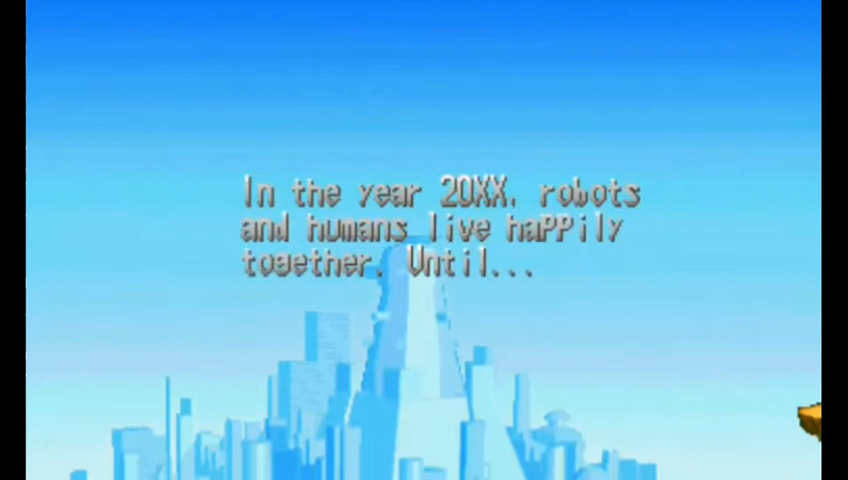 In the year 20XX, robots
and humans live haPPily
together. Until...